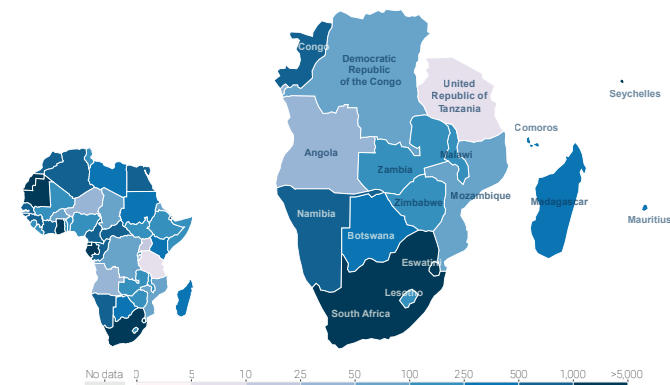 Congo
Democratic
Republic
of the Congo
United
Republic of
Tanzania
Seychelles
Comoros
Angola
Malawi
Zambia
Mozambique
Madagascar
Namibia
Zimbabwe
Mauritius
Botswana
Eswatini
Lesotho
South Africa
No data 0 5 10 25 50 100 250 500 1,000 >5,000